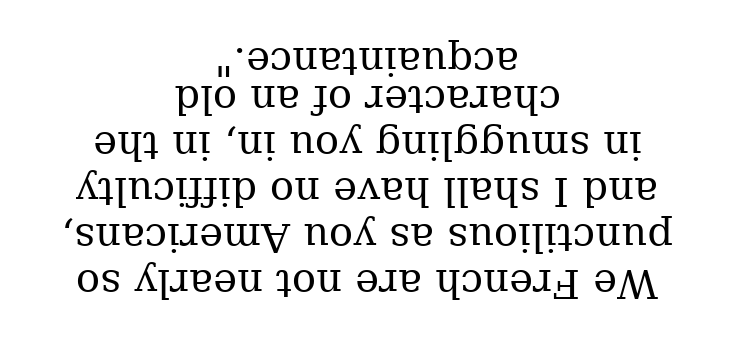 We French are not nearly so
punctilious as you Americans,
and I shall have no difficulty
in smuggling you in, in the
character of an old
acquaintance."